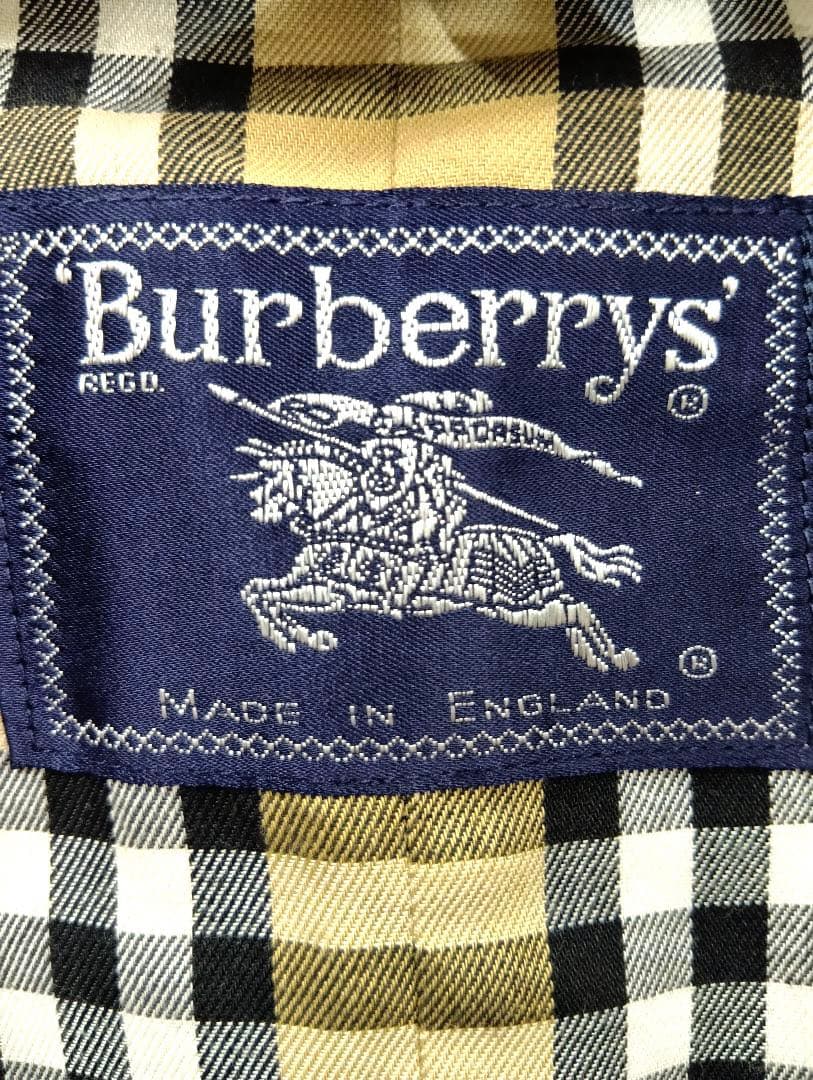 'Burberrys'
REGD. ®
®
MADE IN ENGLAND